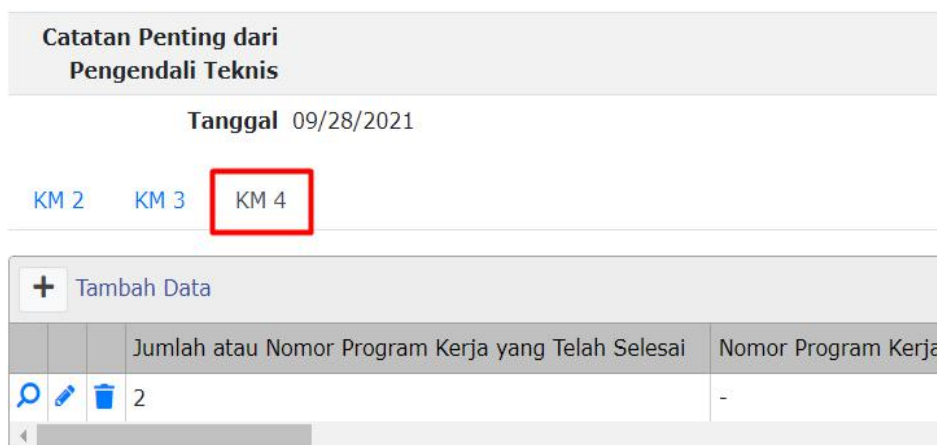 Catatan Penting dari
Pengendali Teknis
Tanggal 09/28/2021
KM 2 KM 3 KM 4
+ Tambah Data
Jumlah atau Nomor Program Kerja yang Telah Selesai Nomor Program Kerja
2 -